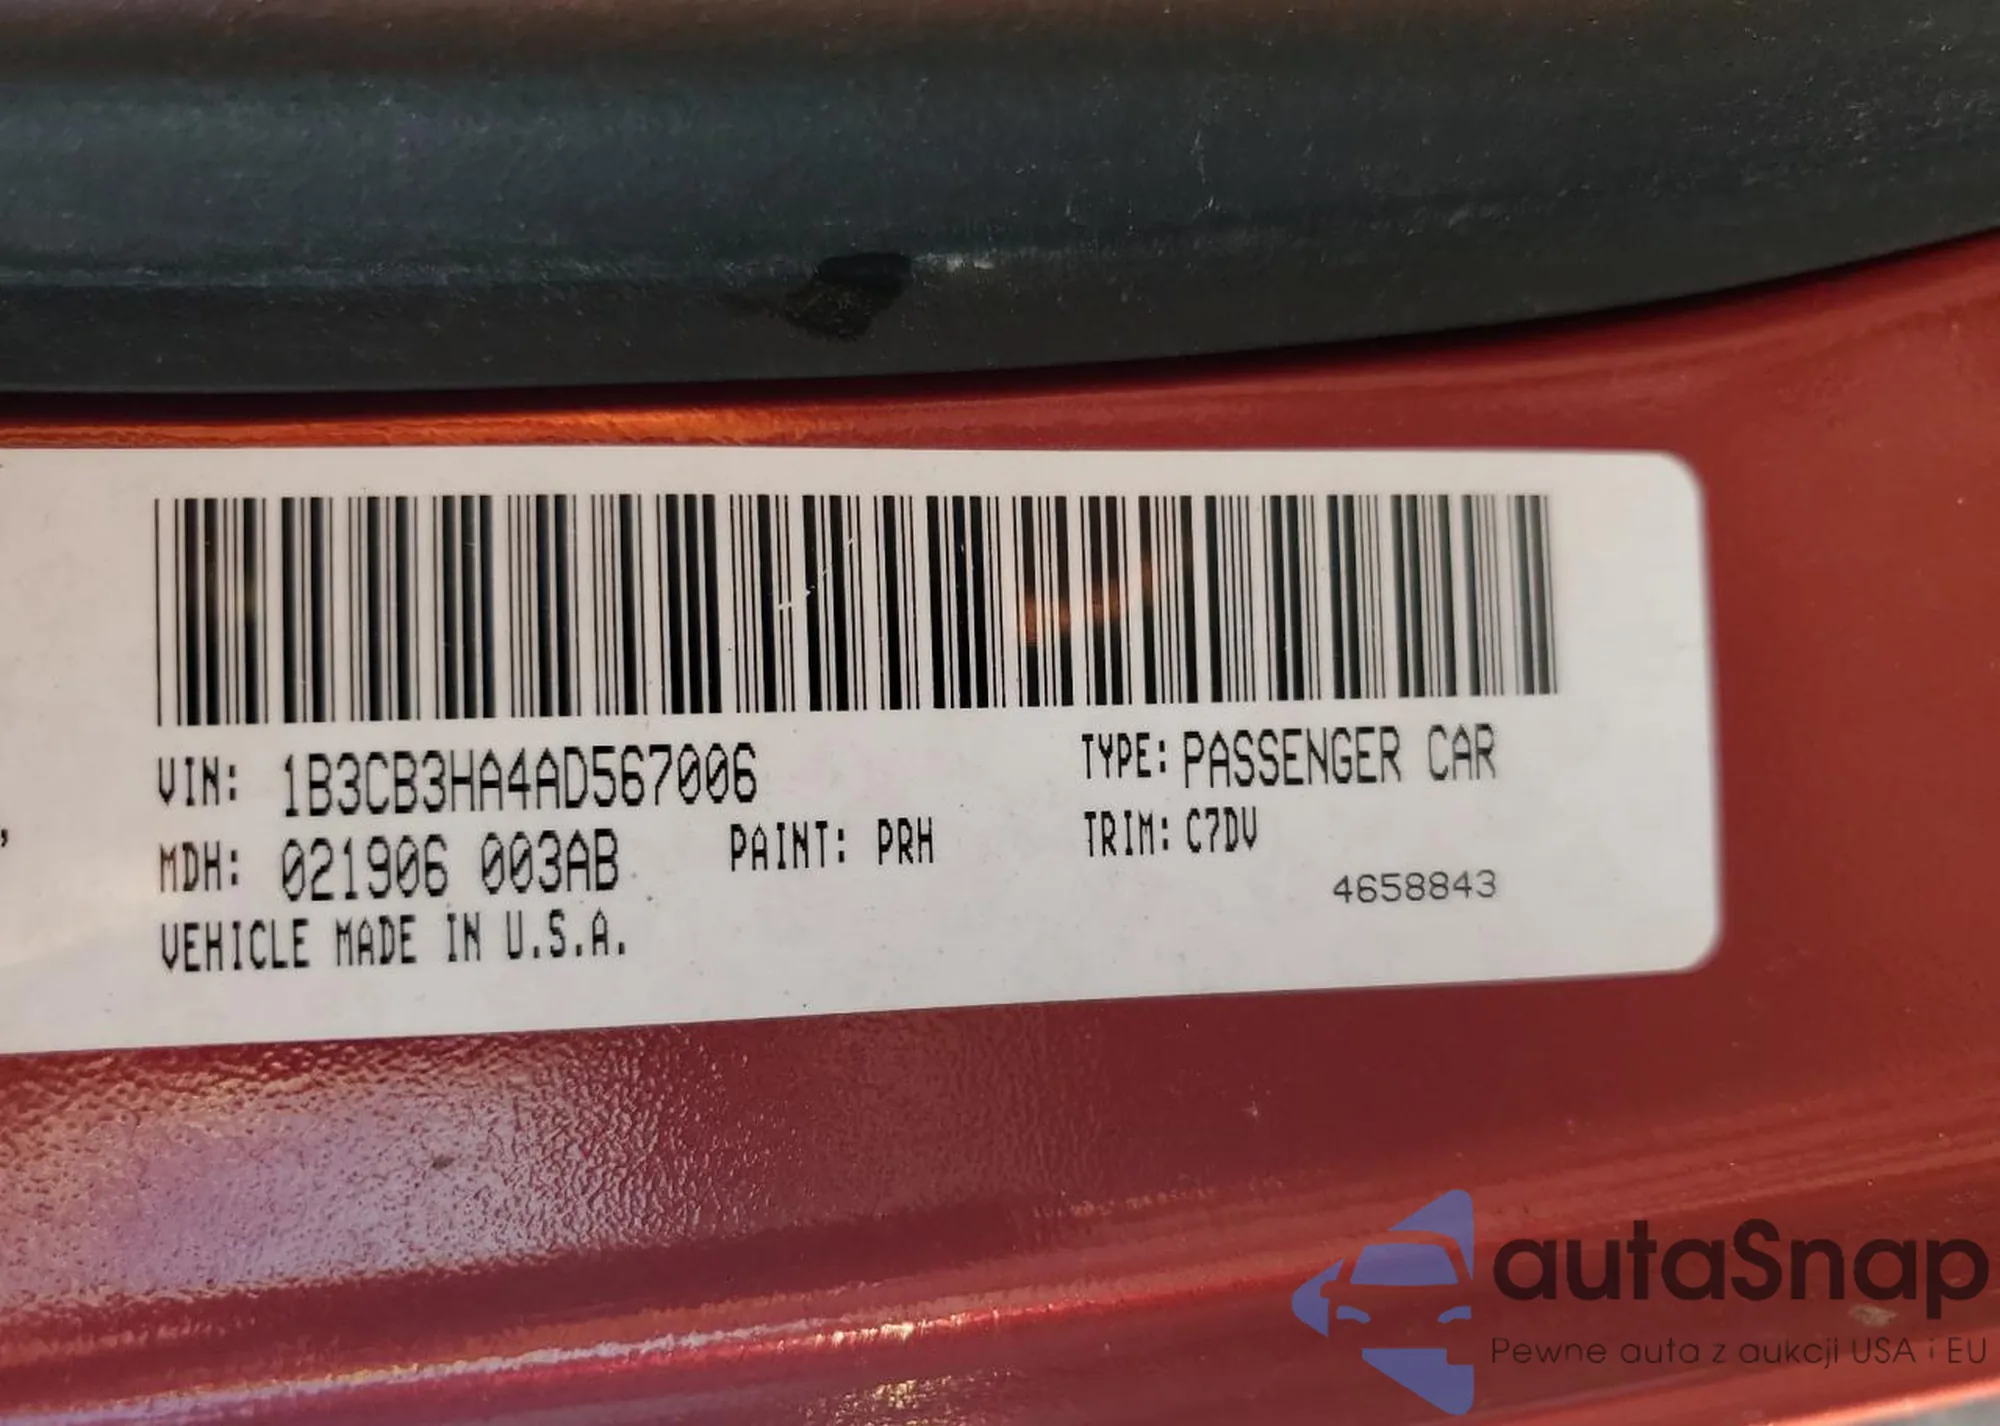 VIN: 1B3CB3HA4AD567006
TYPE: PASSENGER CAR
MDH: 021906 003AB
PAINT: PRH
TRIM: C7DV
4658843
VEHICLE MADE IN U.S.A.
autaSnap
Pewne auta z aukcji USA i EU